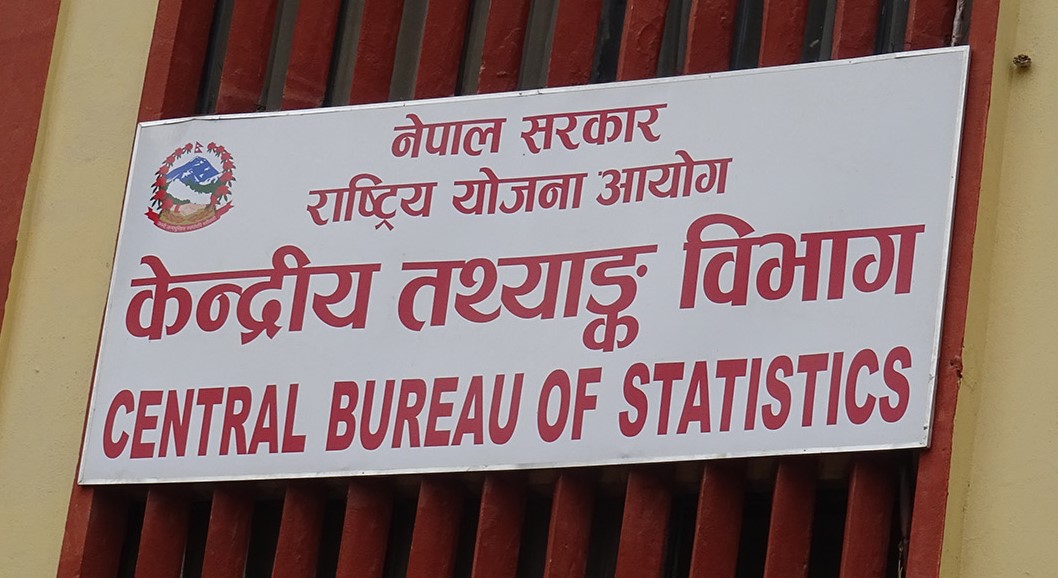 नेपाल सरकार
राष्ट्रिय योजना आयोग
केन्द्रीय तथ्याङ्क विभाग
CENTRAL BUREAU OF STATISTICS